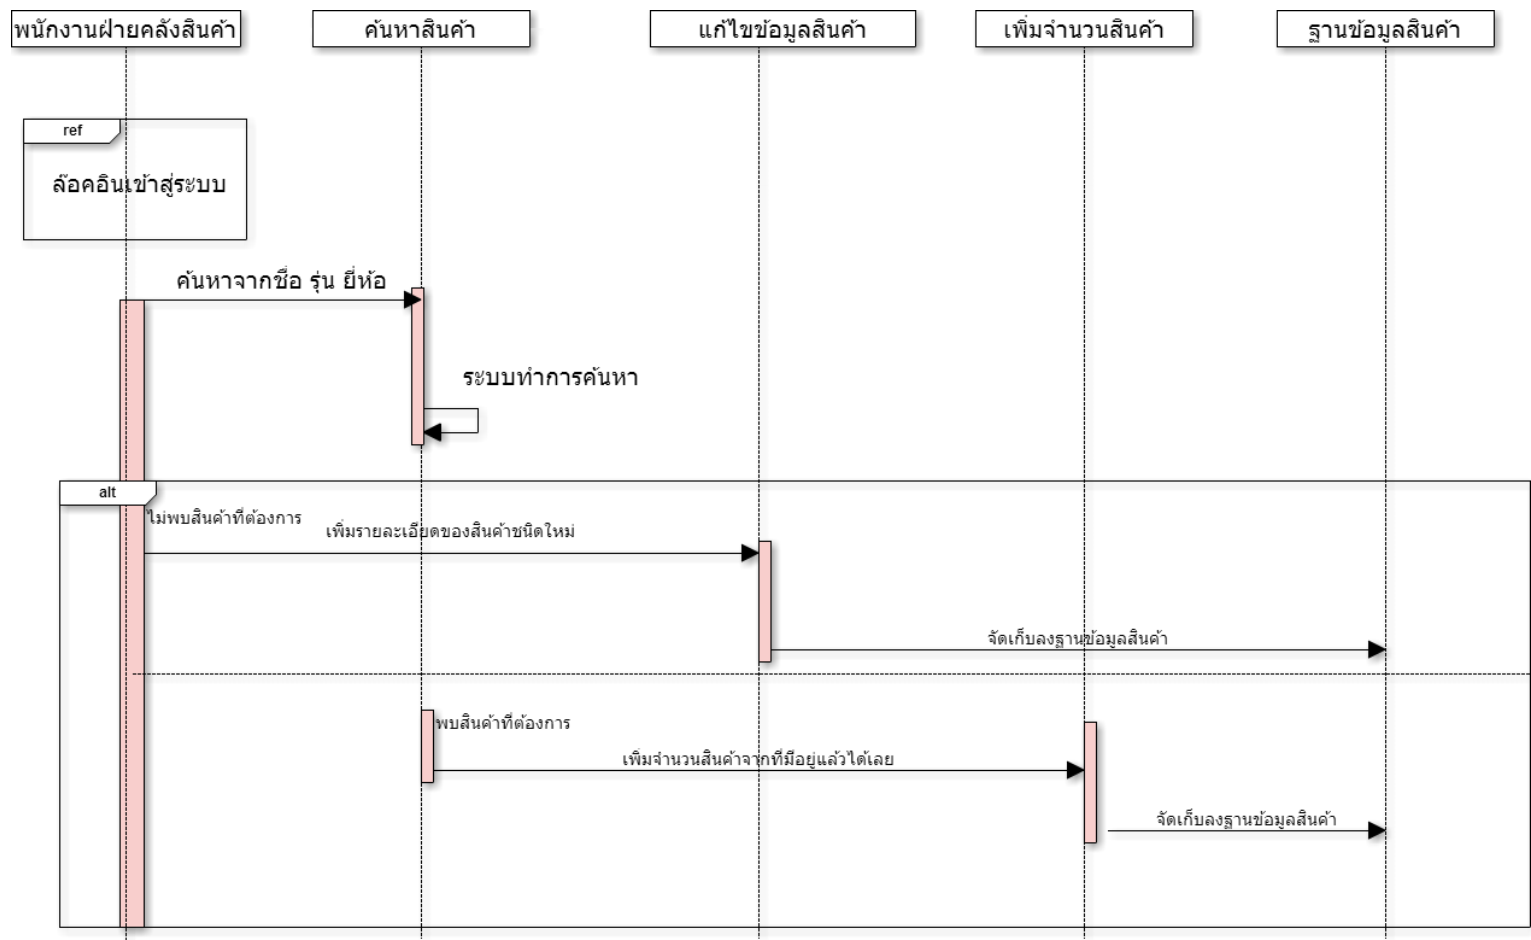 พนักงานฝ่ายคลังสินค้า
ค้นหาสินค้า
แก้ไขข้อมูลสินค้า
เพิ่มจำนวนสินค้า
ฐานข้อมูลสินค้า
ref
ล๊อคอินเข้าสู่ระบบ
ค้นหาจากชื่อ รุ่น ยี่ห้อ
ระบบทำการค้นหา
alt
ไม่พบสินค้าที่ต้องการ
เพิ่มรายละเอียดของสินค้าชนิดใหม่
จัดเก็บลงฐานข้อมูลสินค้า
พบสินค้าที่ต้องการ
เพิ่มจำนวนสินค้าจากที่มีอยู่แล้วได้เลย
จัดเก็บลงฐานข้อมูลสินค้า